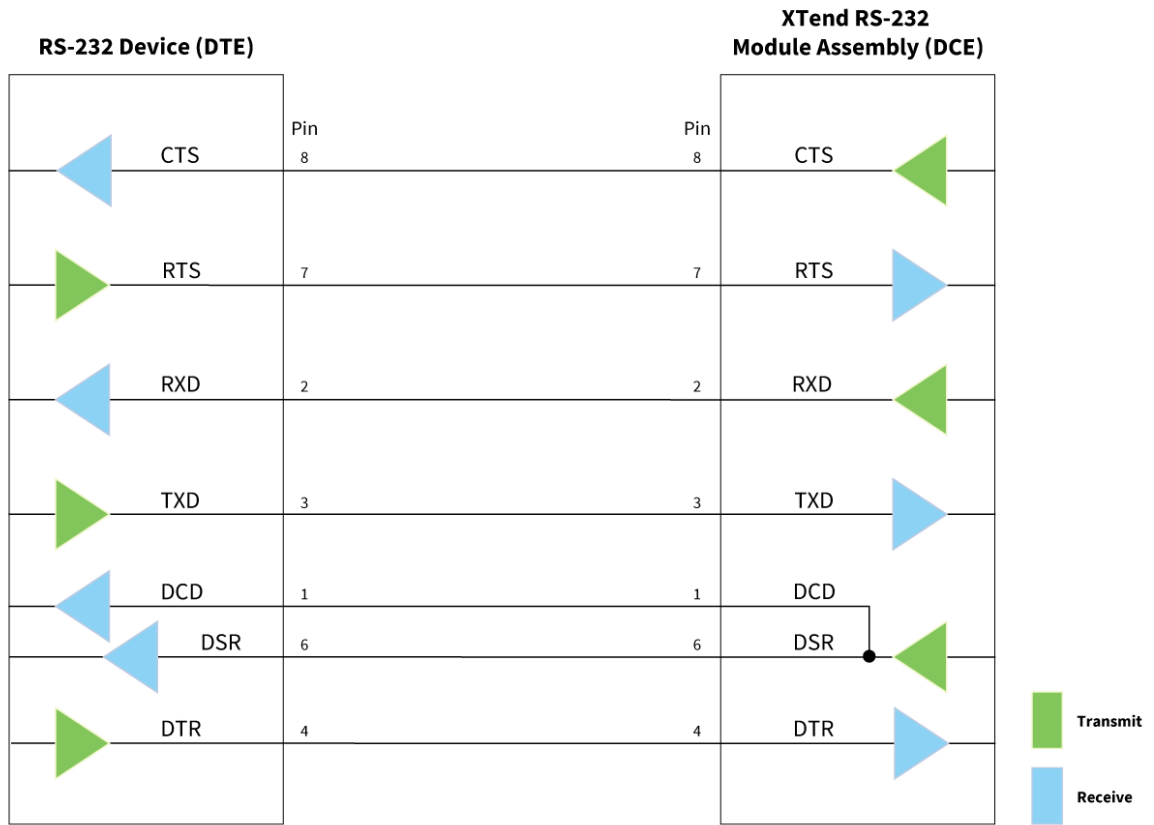 XTend RS-232
RS-232 Device (DTE) Module Assembly (DCE)
Pin Pin
CTS 8 8 CTS
RTS 7 7 RTS
RXD 2 2 RXD
TXD 3 3 TXD
DCD 1 1 DCD
DSR 6 6 DSR
DTR 4 4 DTR
Transmit
Receive